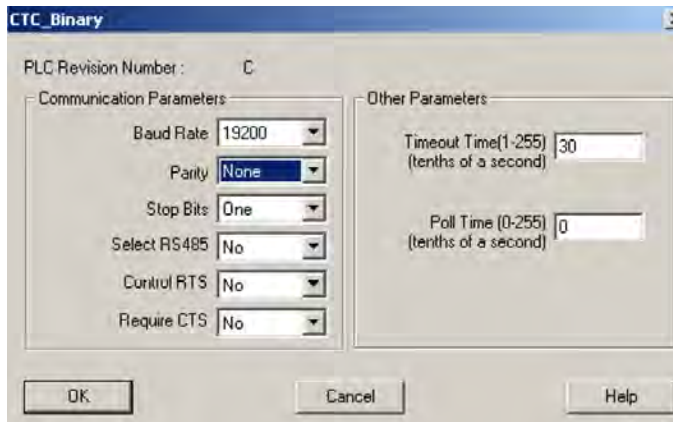 CTC_Binary
PLC Revision Number : C
Communication Parameters
Baud Rate 19200
Parity None
Stop Bits One
Select RS485 No
Control RTS No
Require CTS No
Other Parameters
Timeout Time(1-255) 30
(tenths of a second)
Poll Time (0-255) 0
(tenths of a second)
OK Cancel Help